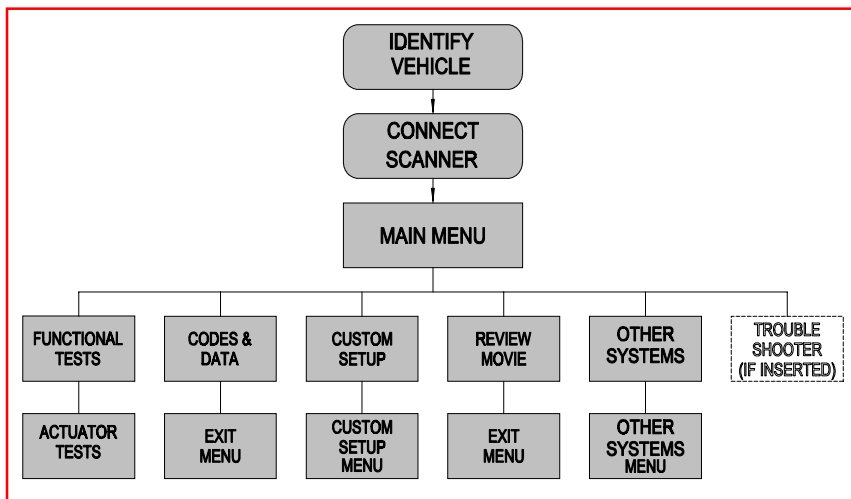 IDENTIFY
VEHICLE
CONNECT
SCANNER
MAIN MENU
FUNCTIONAL
TESTS
CODES &
DATA
CUSTOM
SETUP
REVIEW
MOVIE
OTHER
SYSTEMS
TROUBLE
SHOOTER
(IF INSERTED)
ACTUATOR
TESTS
EXIT
MENU
CUSTOM
SETUP
MENU
EXIT
MENU
OTHER
SYSTEMS
MENU